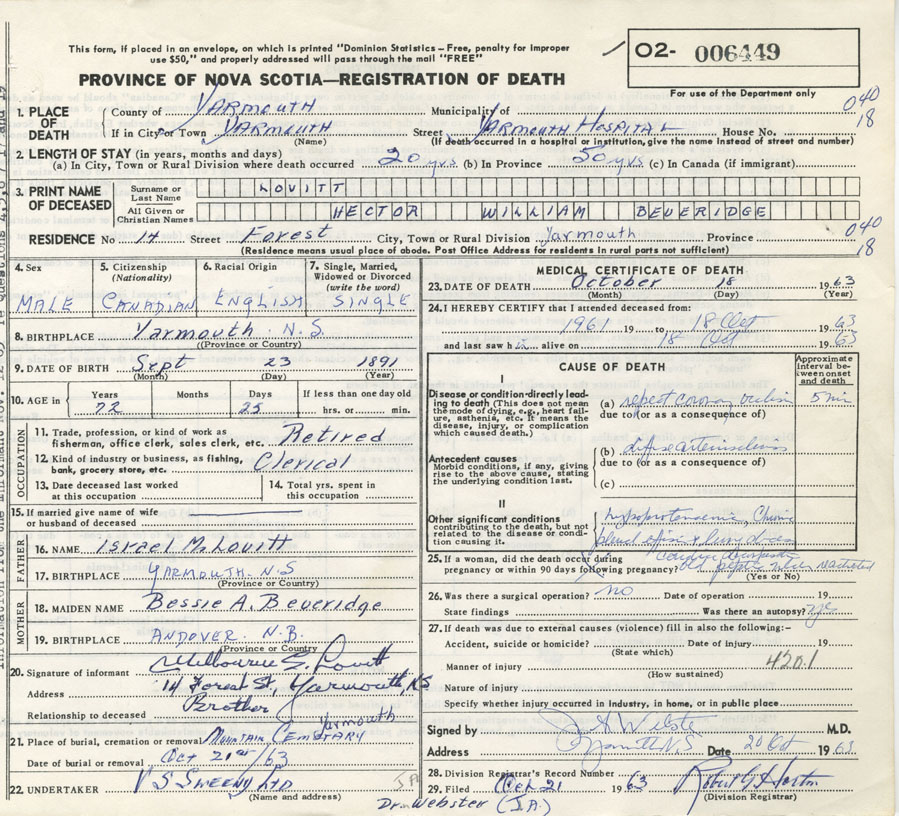 This form, if placed in an envelope, on which is printed "Dominion Statistics – Free, penalty for improper
use $50," and properly addressed will pass through the mail "FREE"
PROVINCE OF NOVA SCOTIA—REGISTRATION OF DEATH
O2- 006449
For use of the Department only
1. PLACE OF DEATH
County of Yarmouth Municipality of
040
If in City or Town Yarmouth Street Yarmouth Hospital House No.
18
(Name) (If death occurred in a hospital or institution, give the name instead of street and number)
2. LENGTH OF STAY (in years, months and days)
(a) In City, Town or Rural Division where death occurred 20 yrs. (b) In Province 50 yrs (c) In Canada (if immigrant)
3. PRINT NAME OF DECEASED
Surname or Last Name LOVITT
All Given or Christian Names HECTOR WILLIAM BEVERIDGE
040
RESIDENCE No 14 Street Forest City, Town or Rural Division Yarmouth Province
18
(Residence means usual place of abode. Post Office Address for residents in rural parts not sufficient)
4. Sex 5. Citizenship (Nationality) 6. Racial Origin 7. Single, Married, Widowed or Divorced (write the word)
MALE CANADIAN ENGLISH SINGLE
8. BIRTHPLACE Yarmouth N.S.
(Province or Country)
9. DATE OF BIRTH Sept 23 1891
(Month) (Day) (Year)
10. AGE in Years Months Days If less than one day old
72 25 hrs. or min.
OCCUPATION
11. Trade, profession, or kind of work as fisherman, office clerk, sales clerk, etc. Retired
12. Kind of industry or business, as fishing, bank, grocery store, etc. Clerical
13. Date deceased last worked at this occupation
14. Total yrs. spent in this occupation
15. If married give name of wife or husband of deceased
FATHER
16. NAME Israel M. Lovitt
17. BIRTHPLACE YARMOUTH. N.S
(Province or Country)
MOTHER
18. MAIDEN NAME Bessie A. Beveridge
19. BIRTHPLACE ANDOVER. N.B.
(Province or Country
20. Signature of informant Melbourne S. Lovitt
Address 14 Forest St., Yarmouth, NS
Relationship to deceased Brother
21. Place of burial, cremation or removal Mountain Cemetary Yarmouth
Date of burial or removal Oct 21st/63
22. UNDERTAKER V S Sweeny Ltd
(Name and address)
MEDICAL CERTIFICATE OF DEATH
23. DATE OF DEATH October 18 1963
(Month) (Day) (Year)
24. I HEREBY CERTIFY that I attended deceased from:
1961 19 to 18 Oct 1963
and last saw h alive on 18 Oct 1963
CAUSE OF DEATH
Approximate interval between onset and death
I
Disease or condition directly leading to death (This does not mean the mode of dying, e.g., heart failure, asthenia, etc. It means the disease, injury, or complication which caused death.)
(a) coronary 5 min
due to (or as a consequence of)
Antecedent causes
Morbid conditions, if any, giving rise to the above cause, stating the underlying condition last.
(b)
due to (or as a consequence of)
(c)
II
Other significant conditions contributing to the death, but not related to the disease or condition causing it.
25. If a woman, did the death occur during pregnancy or within 90 days following pregnancy?
(Yes or No)
26. Was there a surgical operation? no Date of operation 19
State findings Was there an autopsy?
27. If death was due to external causes (violence) fill in also the following:—
Accident, suicide or homicide? Date of injury 19
(State which)
Manner of injury 420.1
(How sustained)
Nature of injury
Specify whether injury occurred in industry, in home, or in public place
Signed by M.D.
Address Yarmouth N.S. Date 20 Oct 1963
28. Division Registrar's Record Number
29. Filed Oct 21 1963 Robert G Horton
(Division Registrar)
Dr Webster (JA)